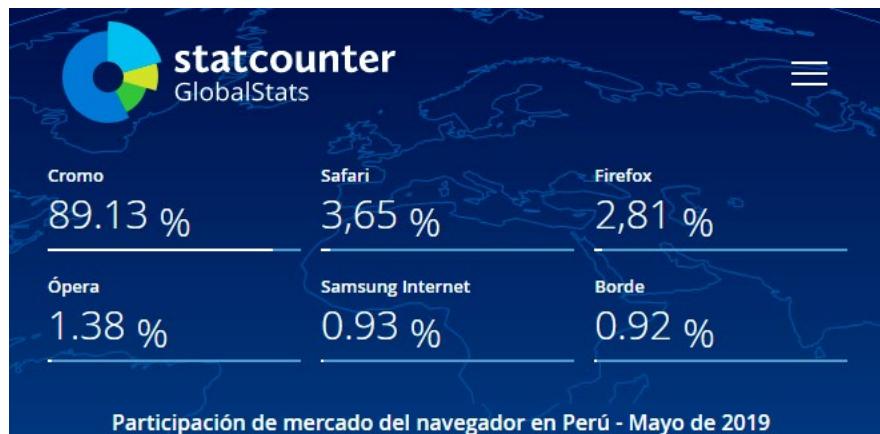 statcounter
GlobalStats
Cromo
Safari
Firefox
89.13 %
3,65 %
2,81 %
Ópera
Samsung Internet
Borde
1.38 %
0.93 %
0.92 %
Participación de mercado del navegador en Perú - Mayo de 2019